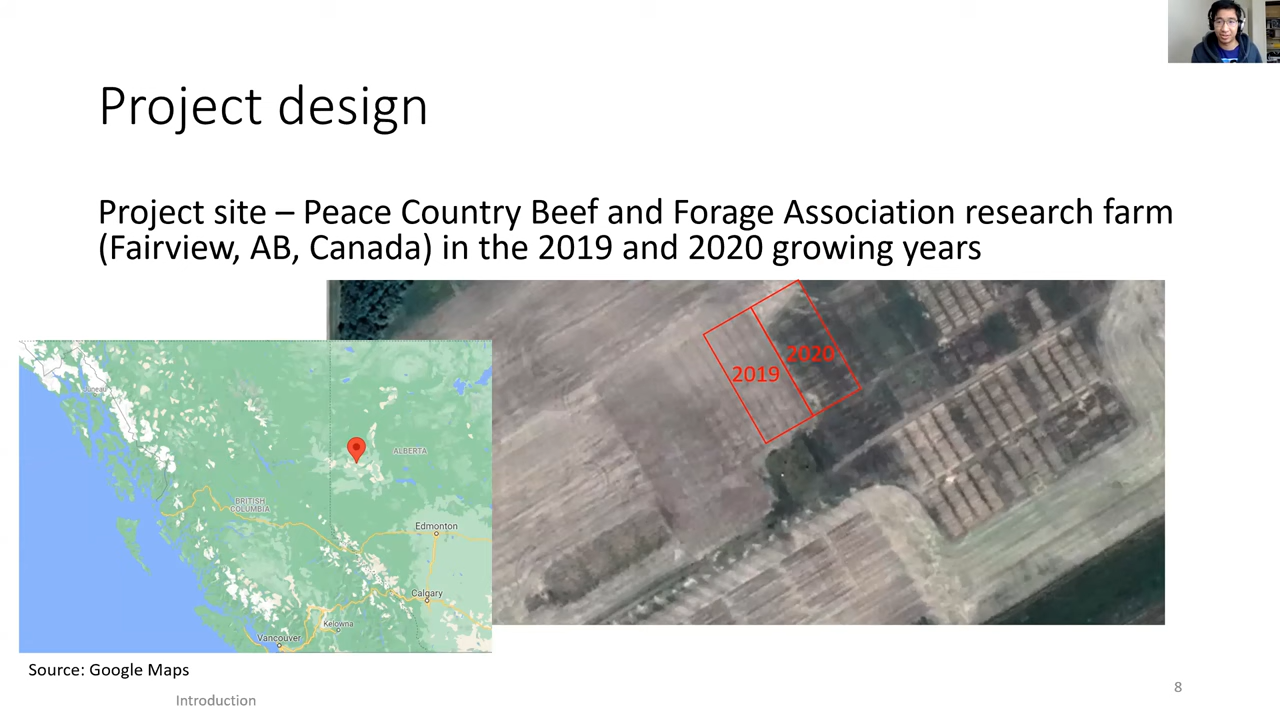 Project design
Project site – Peace Country Beef and Forage Association research farm
(Fairview, AB, Canada) in the 2019 and 2020 growing years
2020
2019
Juneau
ALBERTA
BRITISH
COLUMBIA
Edmonton
Calgary
Kelowna
Vancouver
Source: Google Maps
Introduction
8